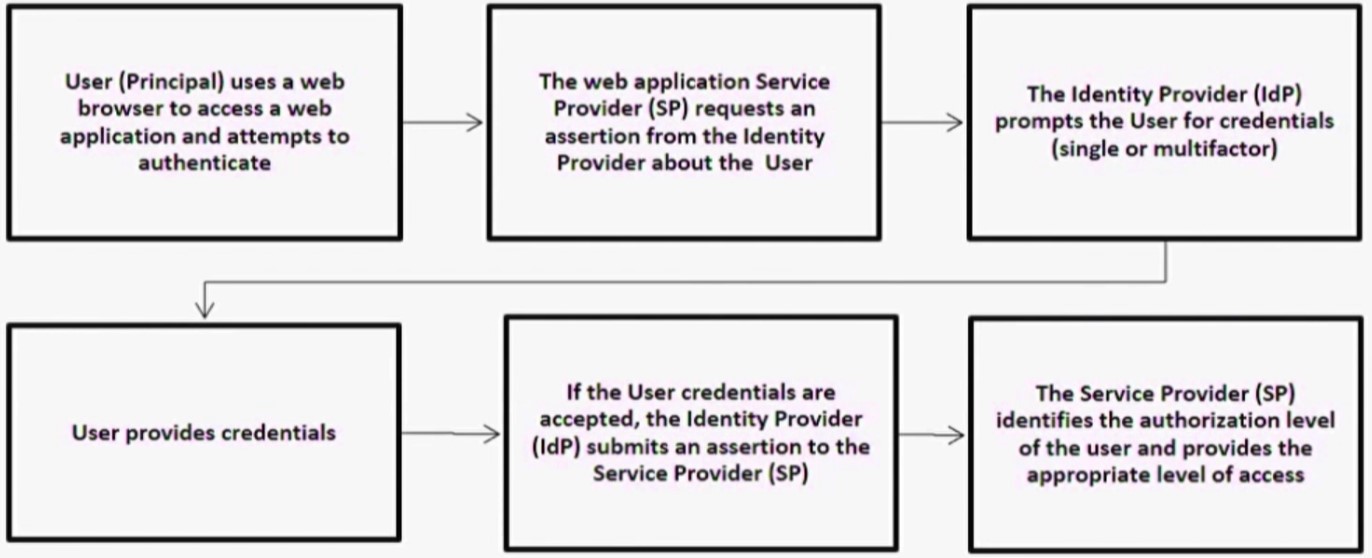 User (Principal) uses a web
browser to access a web
application and attempts to
authenticate
The web application Service
Provider (SP) requests an
assertion from the Identity
Provider about the User
The Identity Provider (IdP)
prompts the User for credentials
(single or multifactor)
User provides credentials
If the User credentials are
accepted, the Identity Provider
(IdP) submits an assertion to the
Service Provider (SP)
The Service Provider (SP)
identifies the authorization level
of the user and provides the
appropriate level of access